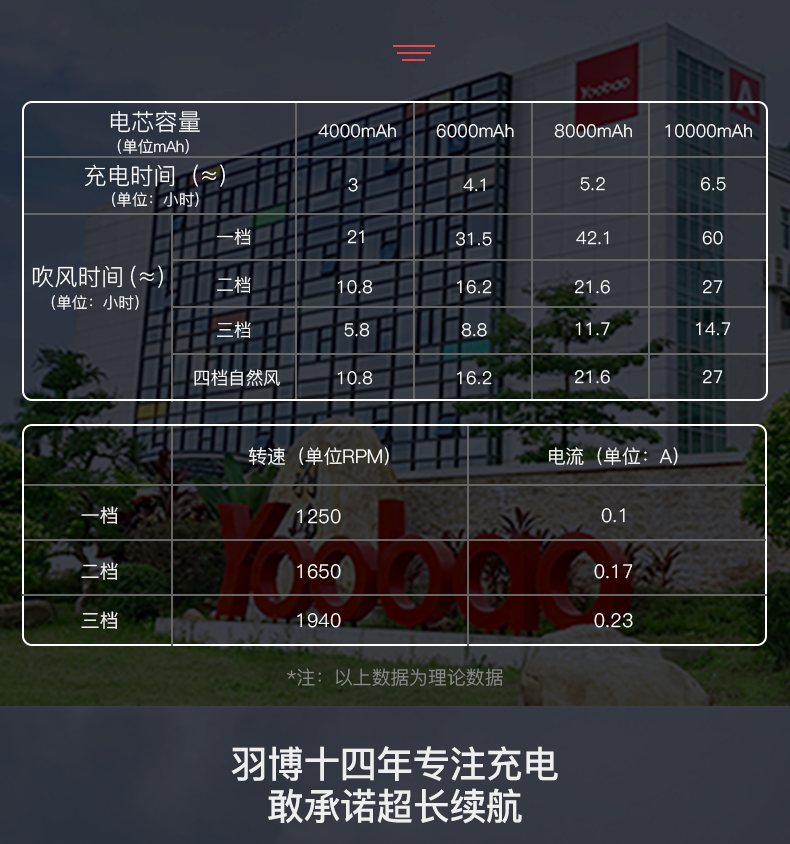 Yoobao
A
电芯容量
(单位mAh)
4000mAh 6000mAh 8000mAh 10000mAh
充电时间（≈）
(单位：小时)
3 4.1 5.2 6.5
吹风时间(≈)
(单位：小时)
一档 21 31.5 42.1 60
二档 10.8 16.2 21.6 27
三档 5.8 8.8 11.7 14.7
四档自然风 10.8 16.2 21.6 27
转速（单位RPM） 电流（单位：A）
一档 1250 0.1
二档 1650 0.17
三档 1940 0.23
Yoobao
*注：以上数据为理论数据
羽博十四年专注充电
敢承诺超长续航